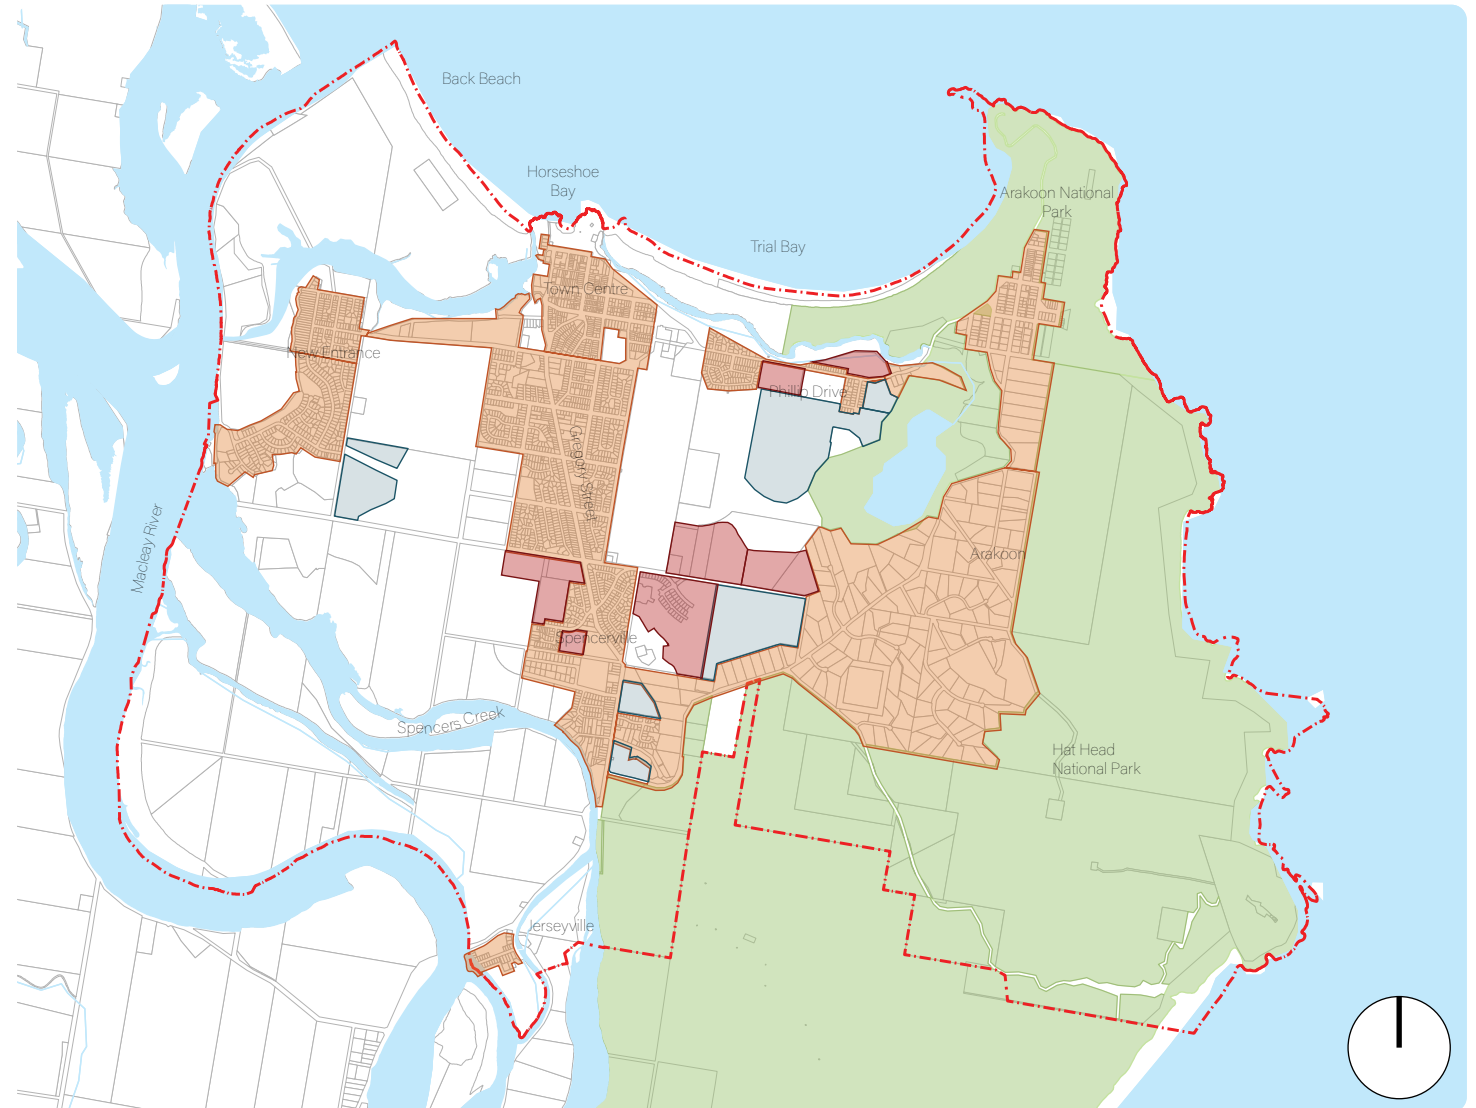 Back Beach
Horseshoe
Bay
Arakoon National
Park
Trial Bay
Town Centre
New Entrance
Phillip Drive
Gregory Street
Macleay River
Arakoon
Spencerville
Spencers Creek
Hat Head
National Park
Jerseyville